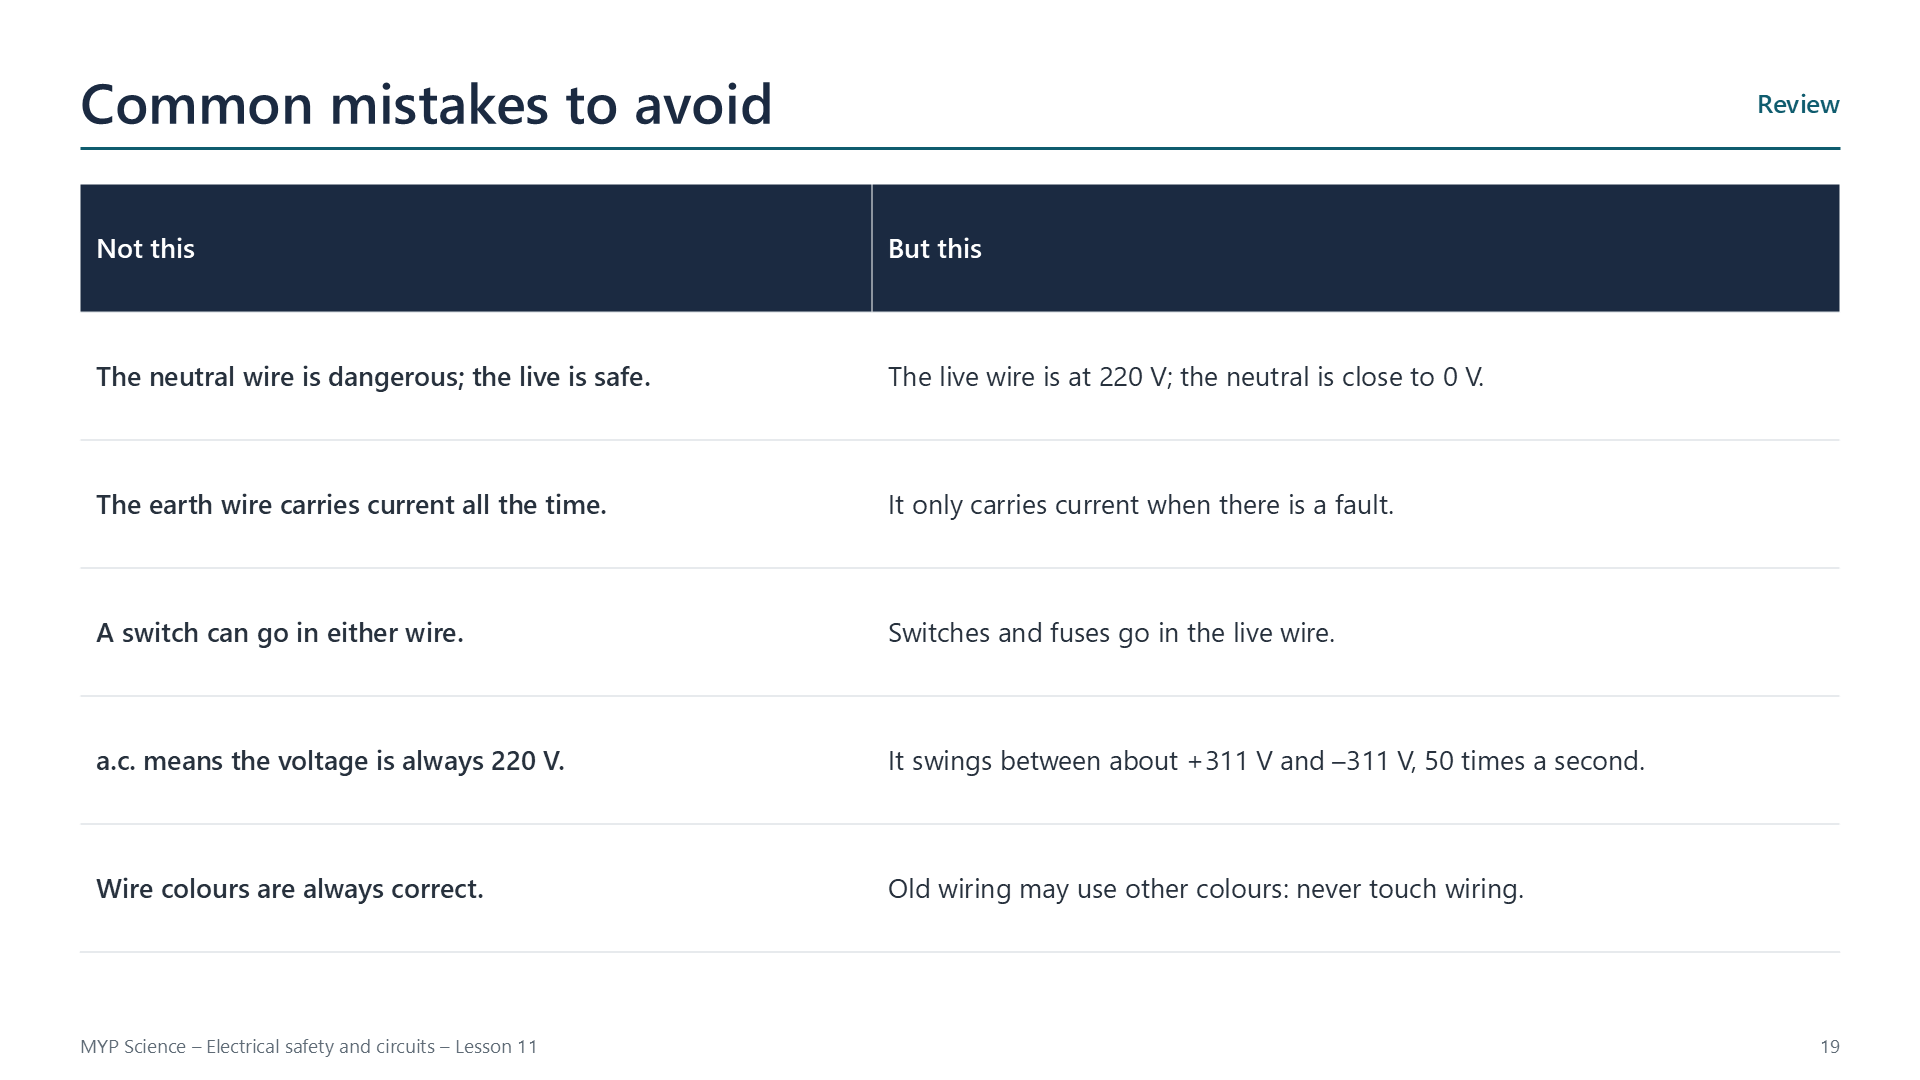 Common mistakes to avoid
Review
Not this
But this
The neutral wire is dangerous; the live is safe.
The live wire is at 220 V; the neutral is close to 0 V.
The earth wire carries current all the time.
It only carries current when there is a fault.
A switch can go in either wire.
Switches and fuses go in the live wire.
a.c. means the voltage is always 220 V.
It swings between about +311 V and –311 V, 50 times a second.
Wire colours are always correct.
Old wiring may use other colours: never touch wiring.
MYP Science – Electrical safety and circuits – Lesson 11
19